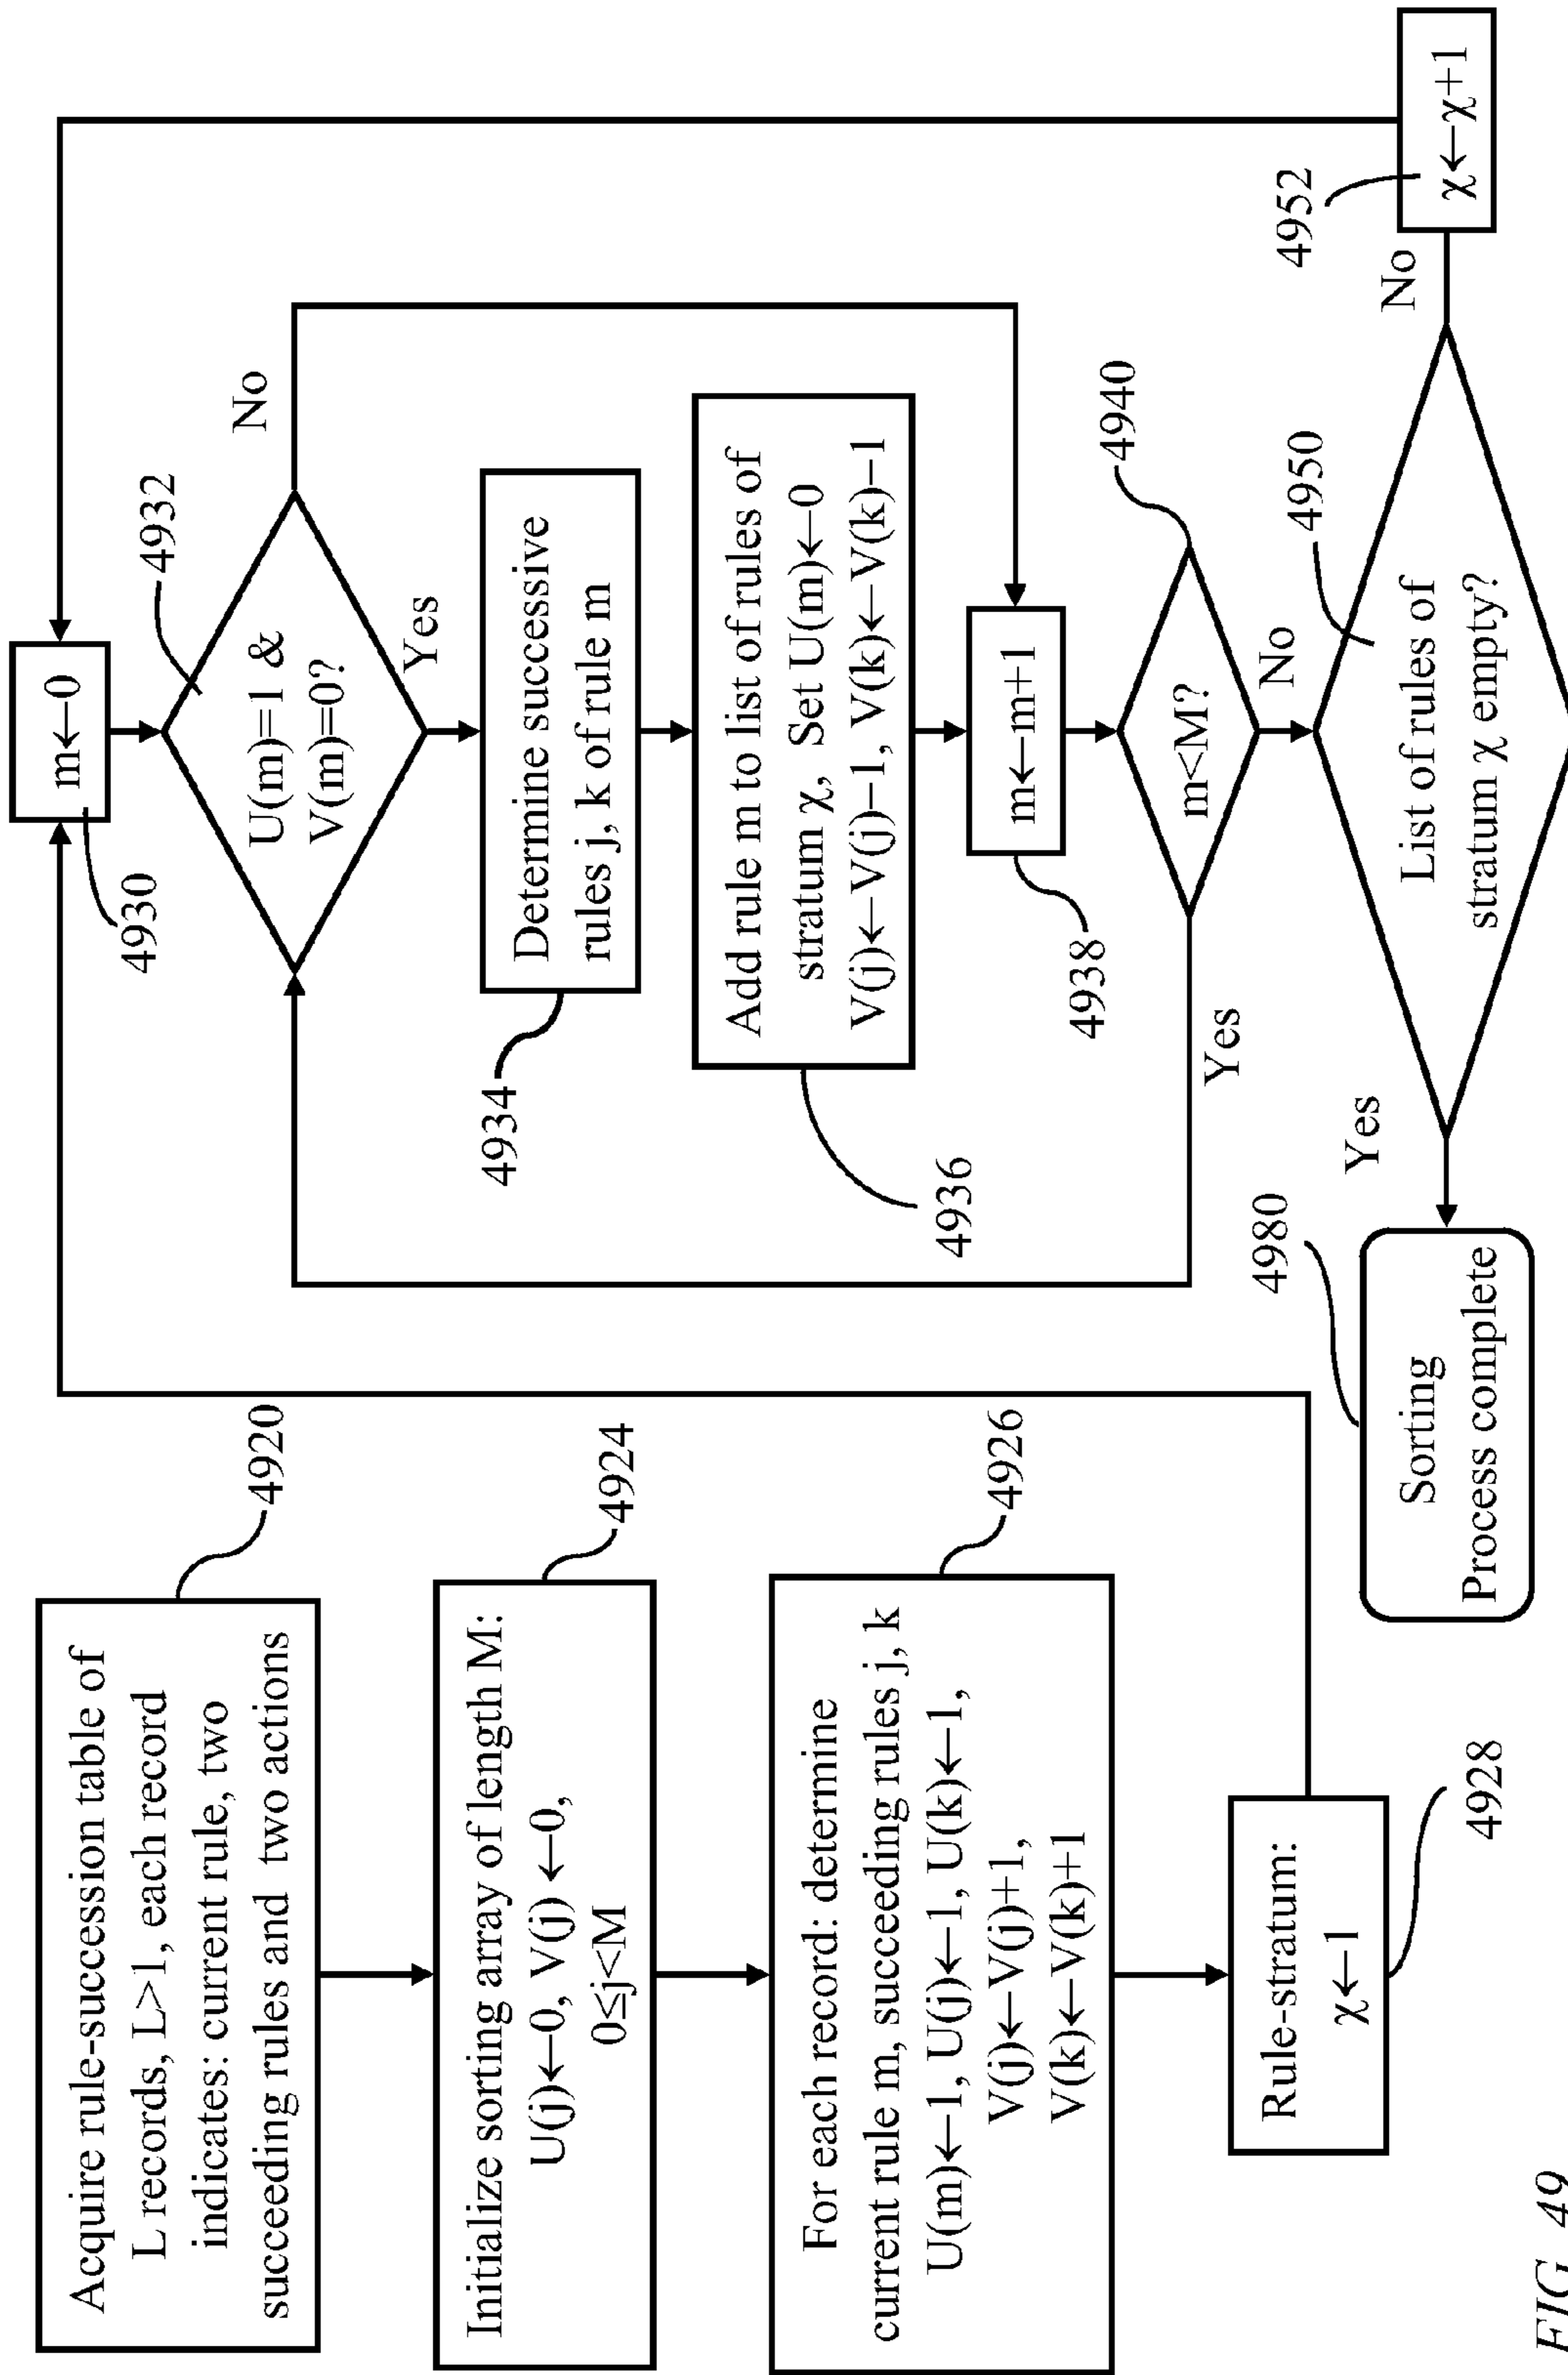 Acquire rule-succession table of
L records, L>1, each record
indicates: current rule, two
succeeding rules and two actions
4920
Initialize sorting array of length M:
U(j)←0, V(j) ←0,
0≤j<M
4924
For each record: determine
current rule m, succeeding rules j, k
U(m)←1, U(j)←1, U(k)←1,
V(j)←V(j)+1,
V(k)←V(k)+1
4926
Rule-stratum:
χ←1
4928
m←0
4930
U(m)=1 &
V(m)=0?
4932
No
Yes
Determine successive
rules j, k of rule m
4934
Add rule m to list of rules of
stratum χ, Set U(m)←0
V(j)←V(j)−1, V(k)←V(k)−1
4936
m←m+1
4938
m<M?
4940
Yes
No
List of rules of
stratum χ empty?
4950
No
χ←χ+1
4952
Yes
Sorting
Process complete
4980
FIG. 49